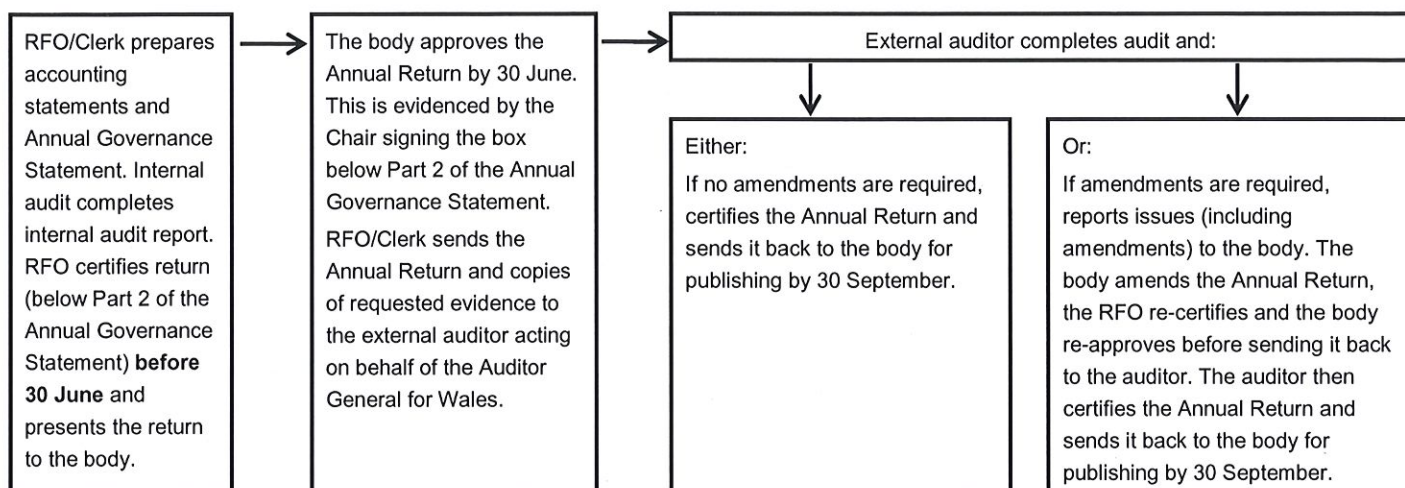 RFO/Clerk prepares
accounting
statements and
Annual Governance
Statement. Internal
audit completes
internal audit report.
RFO certifies return
(below Part 2 of the
Annual Governance
Statement) before
30 June and
presents the return
to the body.
The body approves the
Annual Return by 30 June.
This is evidenced by the
Chair signing the box
below Part 2 of the Annual
Governance Statement.
RFO/Clerk sends the
Annual Return and copies
of requested evidence to
the external auditor acting
on behalf of the Auditor
General for Wales.
External auditor completes audit and:
Either:
If no amendments are required,
certifies the Annual Return and
sends it back to the body for
publishing by 30 September.
Or:
If amendments are required,
reports issues (including
amendments) to the body. The
body amends the Annual Return,
the RFO re-certifies and the body
re-approves before sending it back
to the auditor. The auditor then
certifies the Annual Return and
sends it back to the body for
publishing by 30 September.